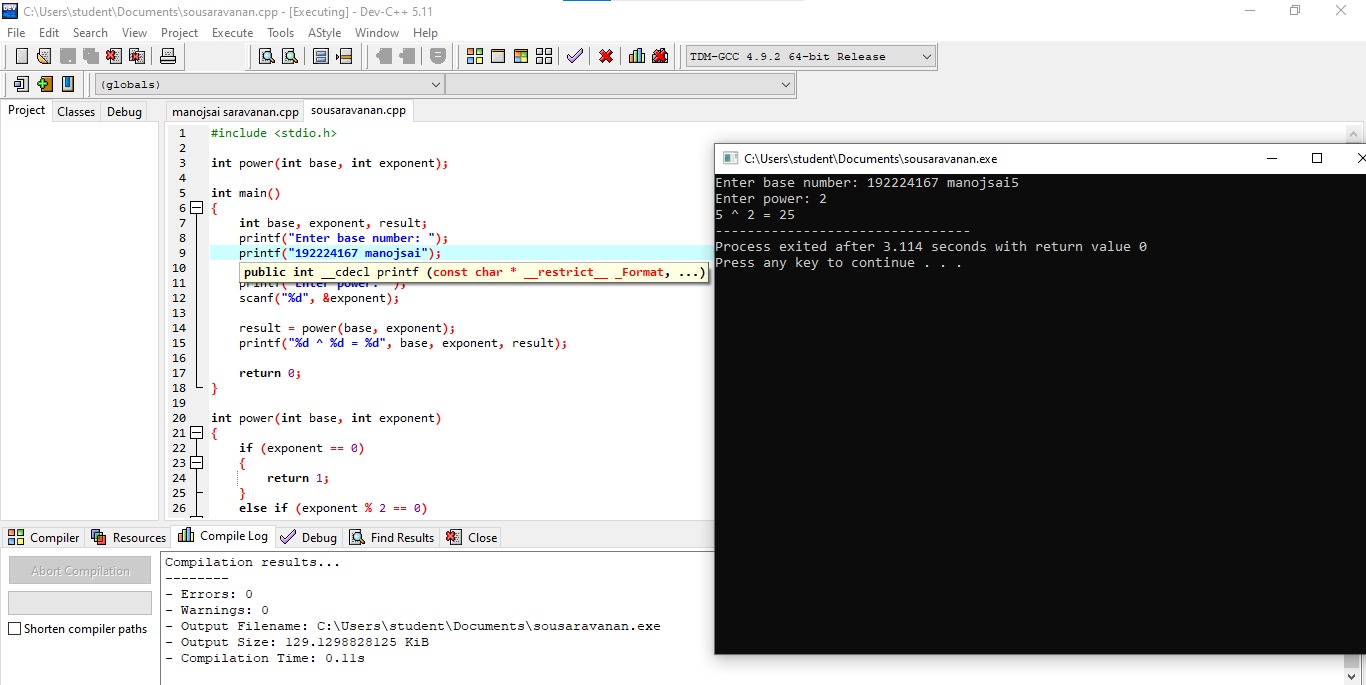 C:\Users\student\Documents\sousaravanan.cpp - [Executing] - Dev-C++ 5.11
File Edit Search View Project Execute Tools AStyle Window Help
TDM-GCC 4.9.2 64-bit Release
(globals)
Project Classes Debug
manojsai saravanan.cpp sousaravanan.cpp
1 #include <stdio.h>
2
3 int power(int base, int exponent);
4
5 int main()
6 {
7 int base, exponent, result;
8 printf("Enter base number: ");
9 printf("192224167 manojsai");
10 public int __cdecl printf (const char * __restrict__ _Format, ...)
11 printf("Enter power: ");
12 scanf("%d", &exponent);
13
14 result = power(base, exponent);
15 printf("%d ^ %d = %d", base, exponent, result);
16
17 return 0;
18 }
19
20 int power(int base, int exponent)
21 {
22 if (exponent == 0)
23 {
24 return 1;
25 }
26 else if (exponent % 2 == 0)
C:\Users\student\Documents\sousaravanan.exe
Enter base number: 192224167 manojsai5
Enter power: 2
5 ^ 2 = 25
--------------------------------
Process exited after 3.114 seconds with return value 0
Press any key to continue . . .
Compiler Resources Compile Log Debug Find Results Close
Abort Compilation
Shorten compiler paths
Compilation results...
--------
- Errors: 0
- Warnings: 0
- Output Filename: C:\Users\student\Documents\sousaravanan.exe
- Output Size: 129.1298828125 KiB
- Compilation Time: 0.11s